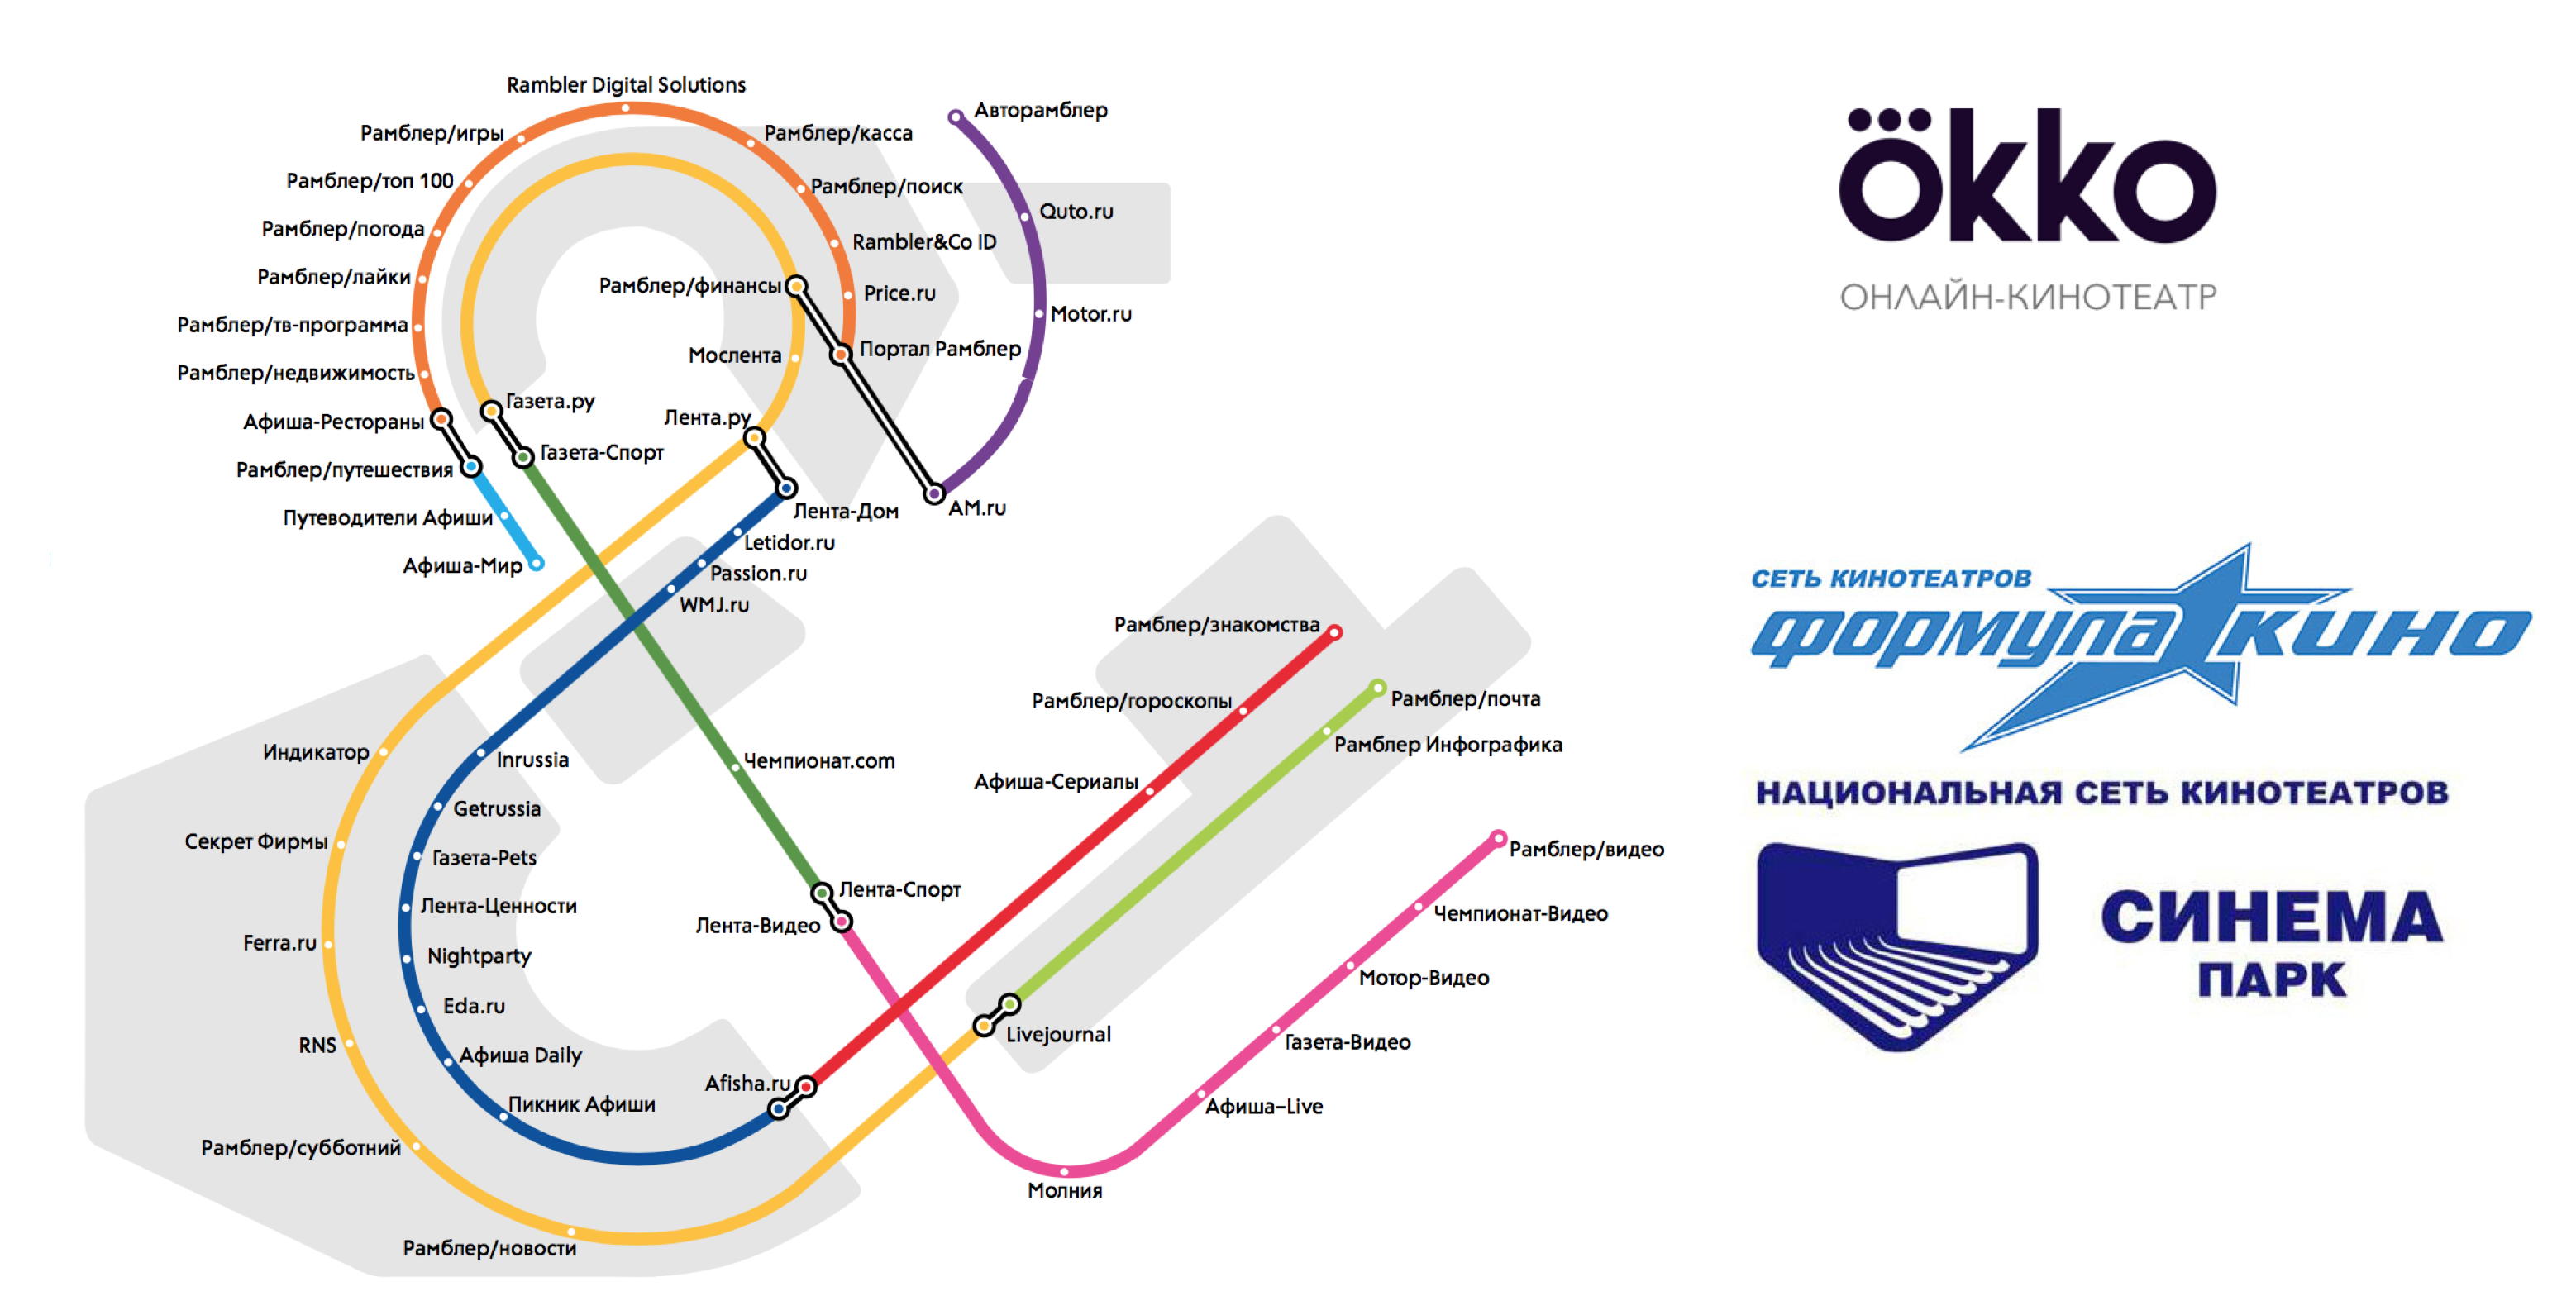 Rambler Digital Solutions
Рамблер/игры
Рамблер/касса
Рамблер/топ 100
Рамблер/поиск
Рамблер/погода
Rambler&Co ID
Рамблер/лайки
Рамблер/финансы
Price.ru
Рамблер/тв-программа
Мослента
Портал Рамблер
Рамблер/недвижимость
Афиша-Рестораны
Газета.ру
Лента.ру
Рамблер/путешествия
Газета-Спорт
Путеводители Афиши
Лента-Дом
Афиша-Мир
Letidor.ru
Passion.ru
WMJ.ru
Авторамблер
Quto.ru
Motor.ru
AM.ru
Индикатор
Inrussia
Чемпионат.com
Секрет Фирмы
Getrussia
Газета-Pets
Лента-Ценности
Ferra.ru
Nightparty
Eda.ru
RNS
Афиша Daily
Пикник Афиши
Afisha.ru
Рамблер/субботний
Рамблер/новости
Лента-Спорт
Лента-Видео
Рамблер/знакомства
Рамблер/гороскопы
Афиша-Сериалы
Рамблер/почта
Рамблер Инфографика
Livejournal
Рамблер/видео
Чемпионат-Видео
Мотор-Видео
Газета-Видео
Афиша–Live
Молния
ökko
ОНЛАЙН-КИНОТЕАТР
СЕТЬ КИНОТЕАТРОВ
формула кино
НАЦИОНАЛЬНАЯ СЕТЬ КИНОТЕАТРОВ
СИНЕМА
ПАРК